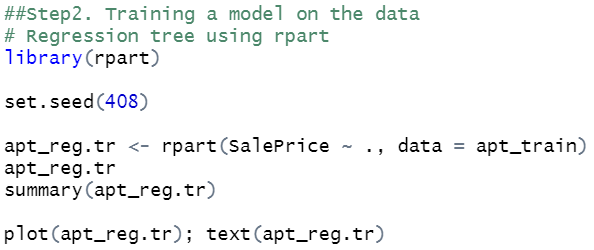 ##Step2. Training a model on the data
# Regression tree using rpart
library(rpart)
set.seed(408)
apt_reg.tr <- rpart(SalePrice ~ ., data = apt_train)
apt_reg.tr
summary(apt_reg.tr)
plot(apt_reg.tr); text(apt_reg.tr)